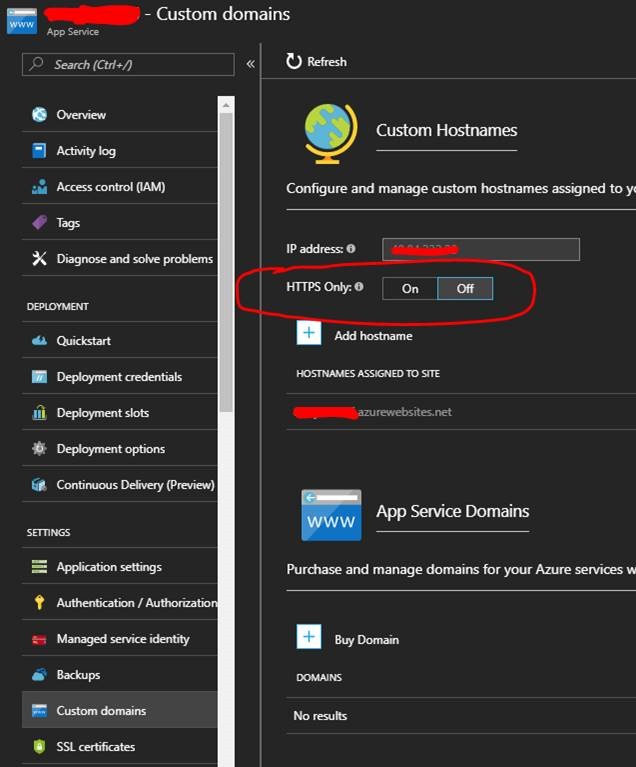 - Custom domains
App Service
Search (Ctrl+/)
«
Overview
Activity log
Access control (IAM)
Tags
Diagnose and solve problems
DEPLOYMENT
Quickstart
Deployment credentials
Deployment slots
Deployment options
Continuous Delivery (Preview)
SETTINGS
Application settings
Authentication / Authorization
Managed service identity
Backups
Custom domains
SSL certificates
Refresh
Custom Hostnames
Configure and manage custom hostnames assigned to yo
IP address:
HTTPS Only: On Off
Add hostname
HOSTNAMES ASSIGNED TO SITE
.azurewebsites.net
WWW
App Service Domains
Purchase and manage domains for your Azure services w
Buy Domain
DOMAINS
No results